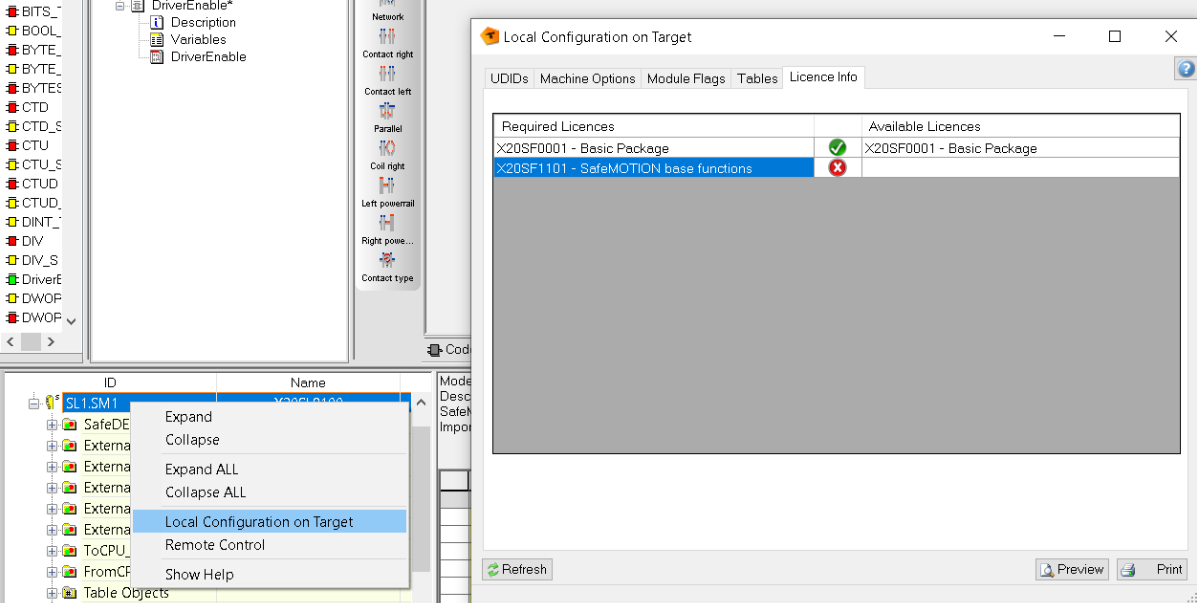 BITS_
BOOL_
BYTE_
BYTE_
BYTES
CTD
CTD_S
CTU
CTU_S
CTUD
CTUD_
DINT_
DIV
DIV_S
DriverE
DWOP
DWOP
DriverEnable*
Description
Variables
DriverEnable
Network
Contact right
Contact left
Parallel
Coil right
Left powerrail
Right powe...
Contact type
Code
ID Name
SL1.SM1
SafeDE
Externa
Externa
Externa
Externa
Externa
ToCPU_
FromCP
Table Objects
Expand
Collapse
Expand ALL
Collapse ALL
Local Configuration on Target
Remote Control
Show Help
Mode
Desc
SafeM
Impor
Local Configuration on Target
UDIDs Machine Options Module Flags Tables Licence Info
Required Licences Available Licences
X20SF0001 - Basic Package X20SF0001 - Basic Package
X20SF1101 - SafeMOTION base functions
Refresh Preview Print